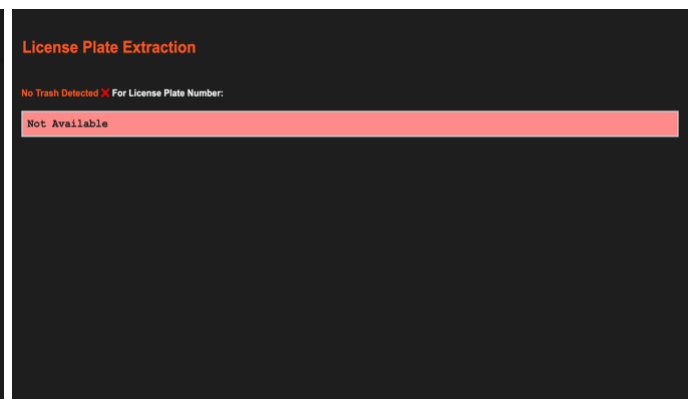 License Plate Extraction
No Trash Detected ❌ For License Plate Number:
Not Available